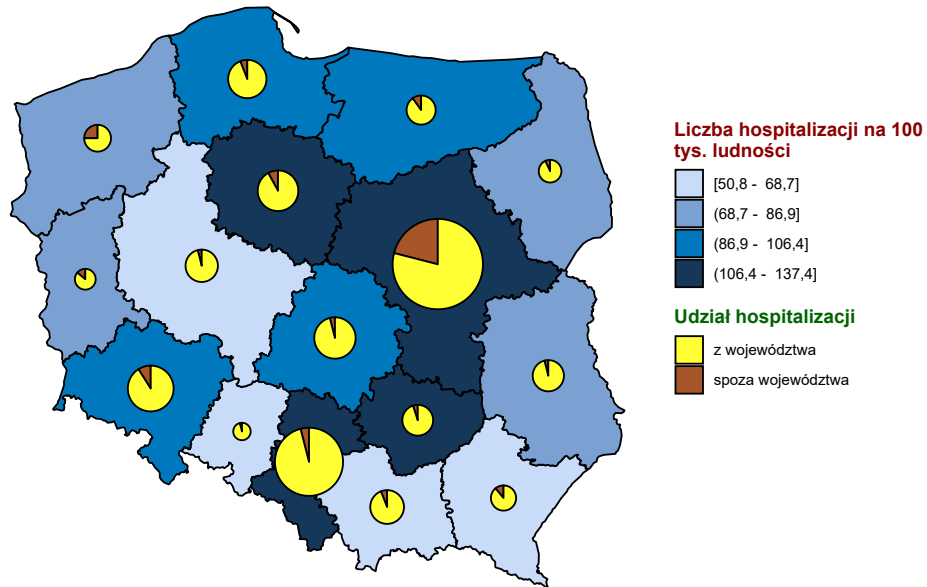 Liczba hospitalizacji na 100
tys. ludności
[50,8 - 68,7]
(68,7 - 86,9]
(86,9 - 106,4]
(106,4 - 137,4]
Udział hospitalizacji
z województwa
spoza województwa